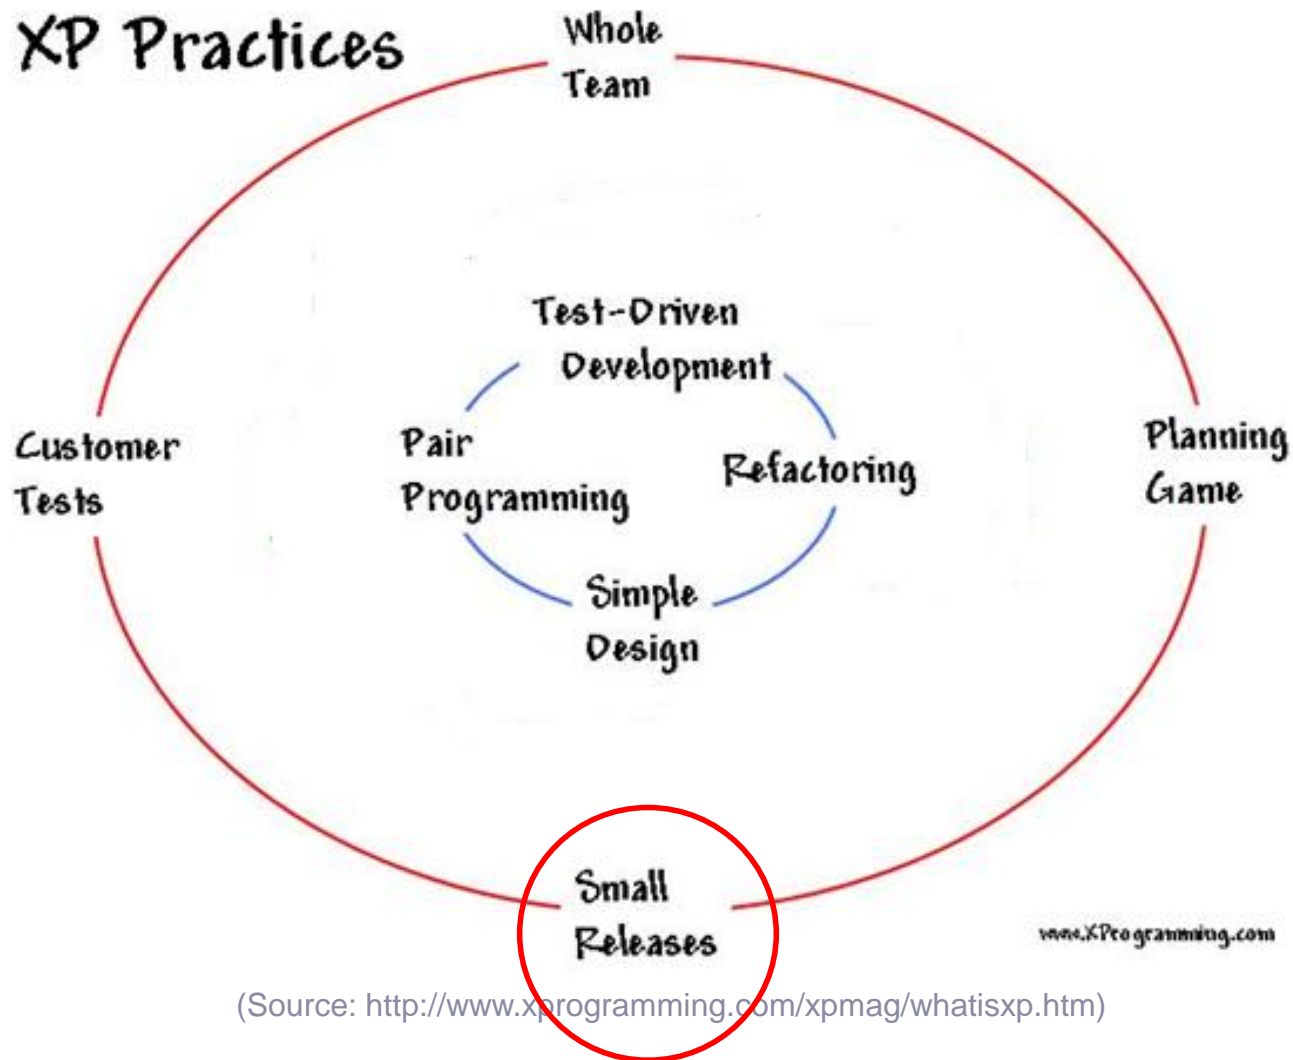 XP Practices
Whole
Team
Test-Driven
Development
Customer
Tests
Pair
Programming
Refactoring
Planning
Game
Simple
Design
Small
Releases
www.XProgramming.com
(Source: http://www.xprogramming.com/xpmag/whatisxp.htm)